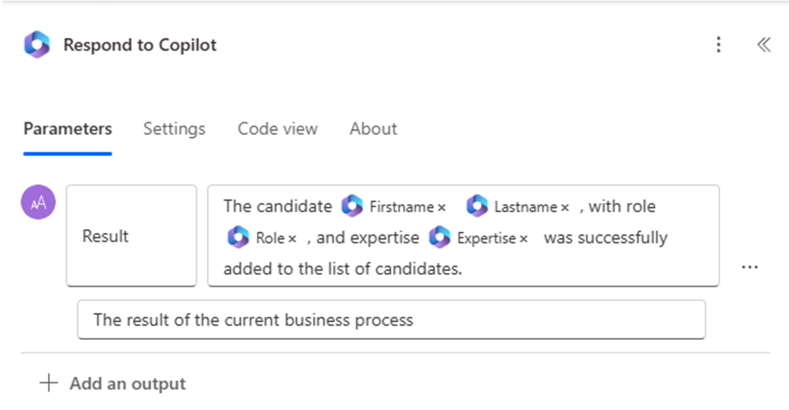 Respond to Copilot
Parameters Settings Code view About
AA Result
The candidate Firstname × Lastname × , with role
Role × , and expertise Expertise × was successfully
added to the list of candidates.
The result of the current business process
Add an output